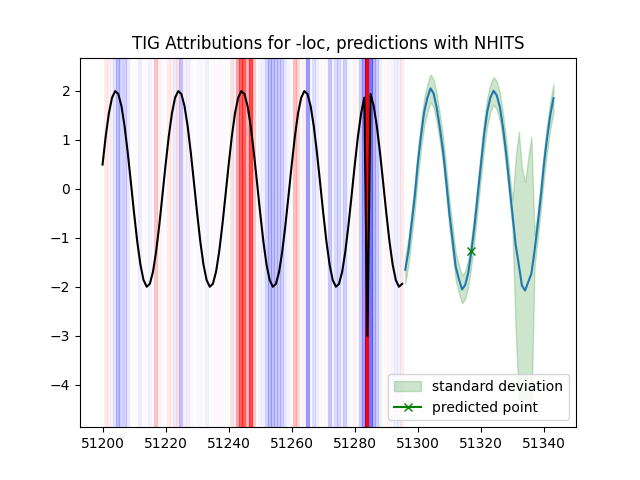 TIG Attributions for -loc, predictions with NHITS
2
1
0
−1
−2
−3
−4
standard deviation
predicted point
51200 51220 51240 51260 51280 51300 51320 51340